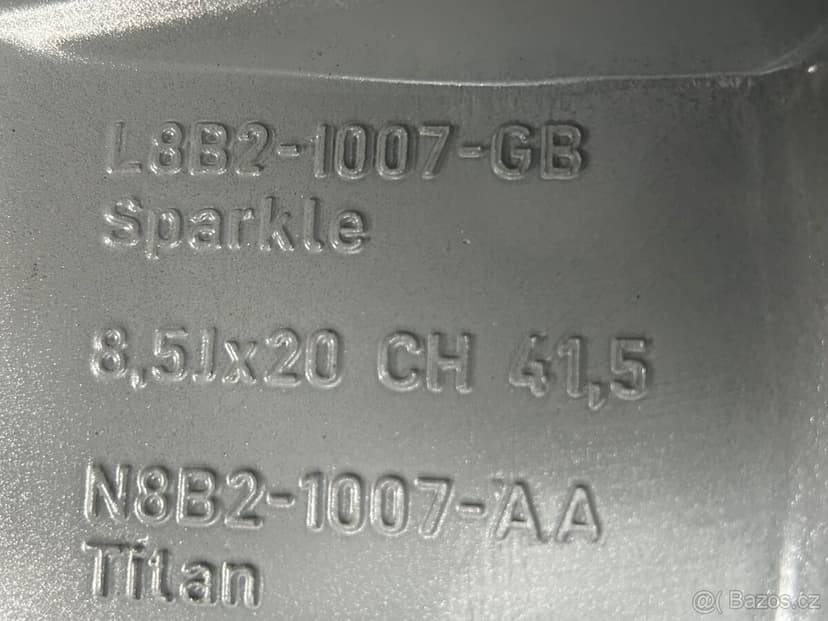 L8B2-1007-GB
Sparkle
8,5Jx20 CH 41,5
N8B2-1007-AA
Titan
@( Bazos.cz